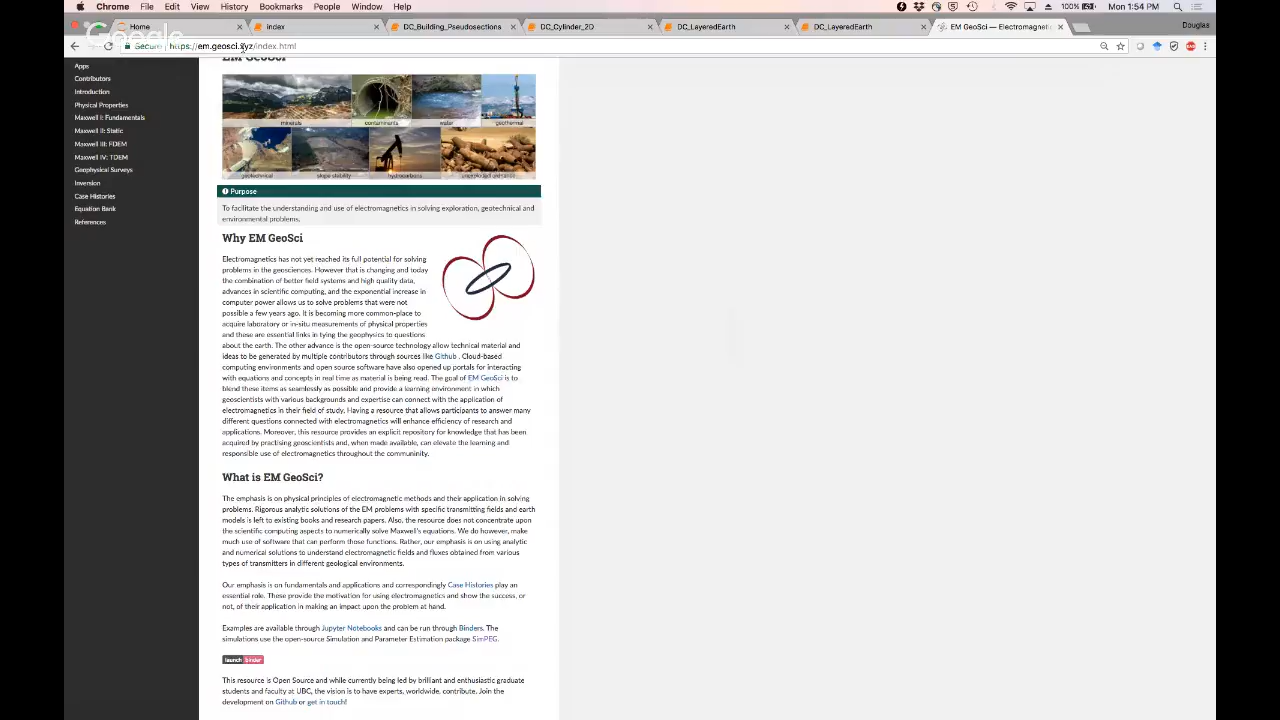 Chrome File Edit View History Bookmarks People Window Help 100% Mon 1:54 PM
Home index DC_Building_Pseudosections DC_Cylinder_2D DC_LayeredEarth DC_LayeredEarth EM GeoSci — Electromagnetic Douglas
Google
Secure https://em.geosci.xyz/index.html
Apps
Contributors
Introduction
Physical Properties
Maxwell I: Fundamentals
Maxwell II: Static
Maxwell III: FDEM
Maxwell IV: TDEM
Geophysical Surveys
Inversion
Case Histories
Equation Bank
References
EM GeoSci
minerals contaminants water geothermal
geotechnical slope stability hydrocarbons unexploded ordnance
Purpose
To facilitate the understanding and use of electromagnetics in solving exploration, geotechnical and
environmental problems.
Why EM GeoSci
Electromagnetics has not yet reached its full potential for solving
problems in the geosciences. However that is changing and today
the combination of better field systems and high quality data,
advances in scientific computing, and the exponential increase in
computer power allows us to solve problems that were not
possible a few years ago. It is becoming more common-place to
acquire laboratory or in-situ measurements of physical properties
and these are essential links in tying the geophysics to questions
about the earth. The other advance is the open-source technology allow technical material and
ideas to be generated by multiple contributors through sources like Github . Cloud-based
computing environments and open source software have also opened up portals for interacting
with equations and concepts in real time as material is being read. The goal of EM GeoSci is to
blend these items as seamlessly as possible and provide a learning environment in which
geoscientists with various backgrounds and expertise can connect with the application of
electromagnetics in their field of study. Having a resource that allows participants to answer many
different questions connected with electromagnetics will enhance efficiency of research and
applications. Moreover, this resource provides an explicit repository for knowledge that has been
acquired by practising geoscientists and, when made available, can elevate the learning and
responsible use of electromagnetics throughout the communinity.
What is EM GeoSci?
The emphasis is on physical principles of electromagnetic methods and their application in solving
problems. Rigorous analytic solutions of the EM problems with specific transmitting fields and earth
models is left to existing books and research papers. Also, the resource does not concentrate upon
the scientific computing aspects to numerically solve Maxwell's equations. We do however, make
much use of software that can perform those functions. Rather, our emphasis is on using analytic
and numerical solutions to understand electromagnetic fields and fluxes obtained from various
types of transmitters in different geological environments.
Our emphasis is on fundamentals and applications and correspondingly Case Histories play an
essential role. These provide the motivation for using electromagnetics and show the success, or
not, of their application in making an impact upon the problem at hand.
Examples are available through Jupyter Notebooks and can be run through Binders. The
simulations use the open-source Simulation and Parameter Estimation package SimPEG.
launch binder
This resource is Open Source and while currently being led by brilliant and enthusiastic graduate
students and faculty at UBC, the vision is to have experts, worldwide, contribute. Join the
development on Github or get in touch!